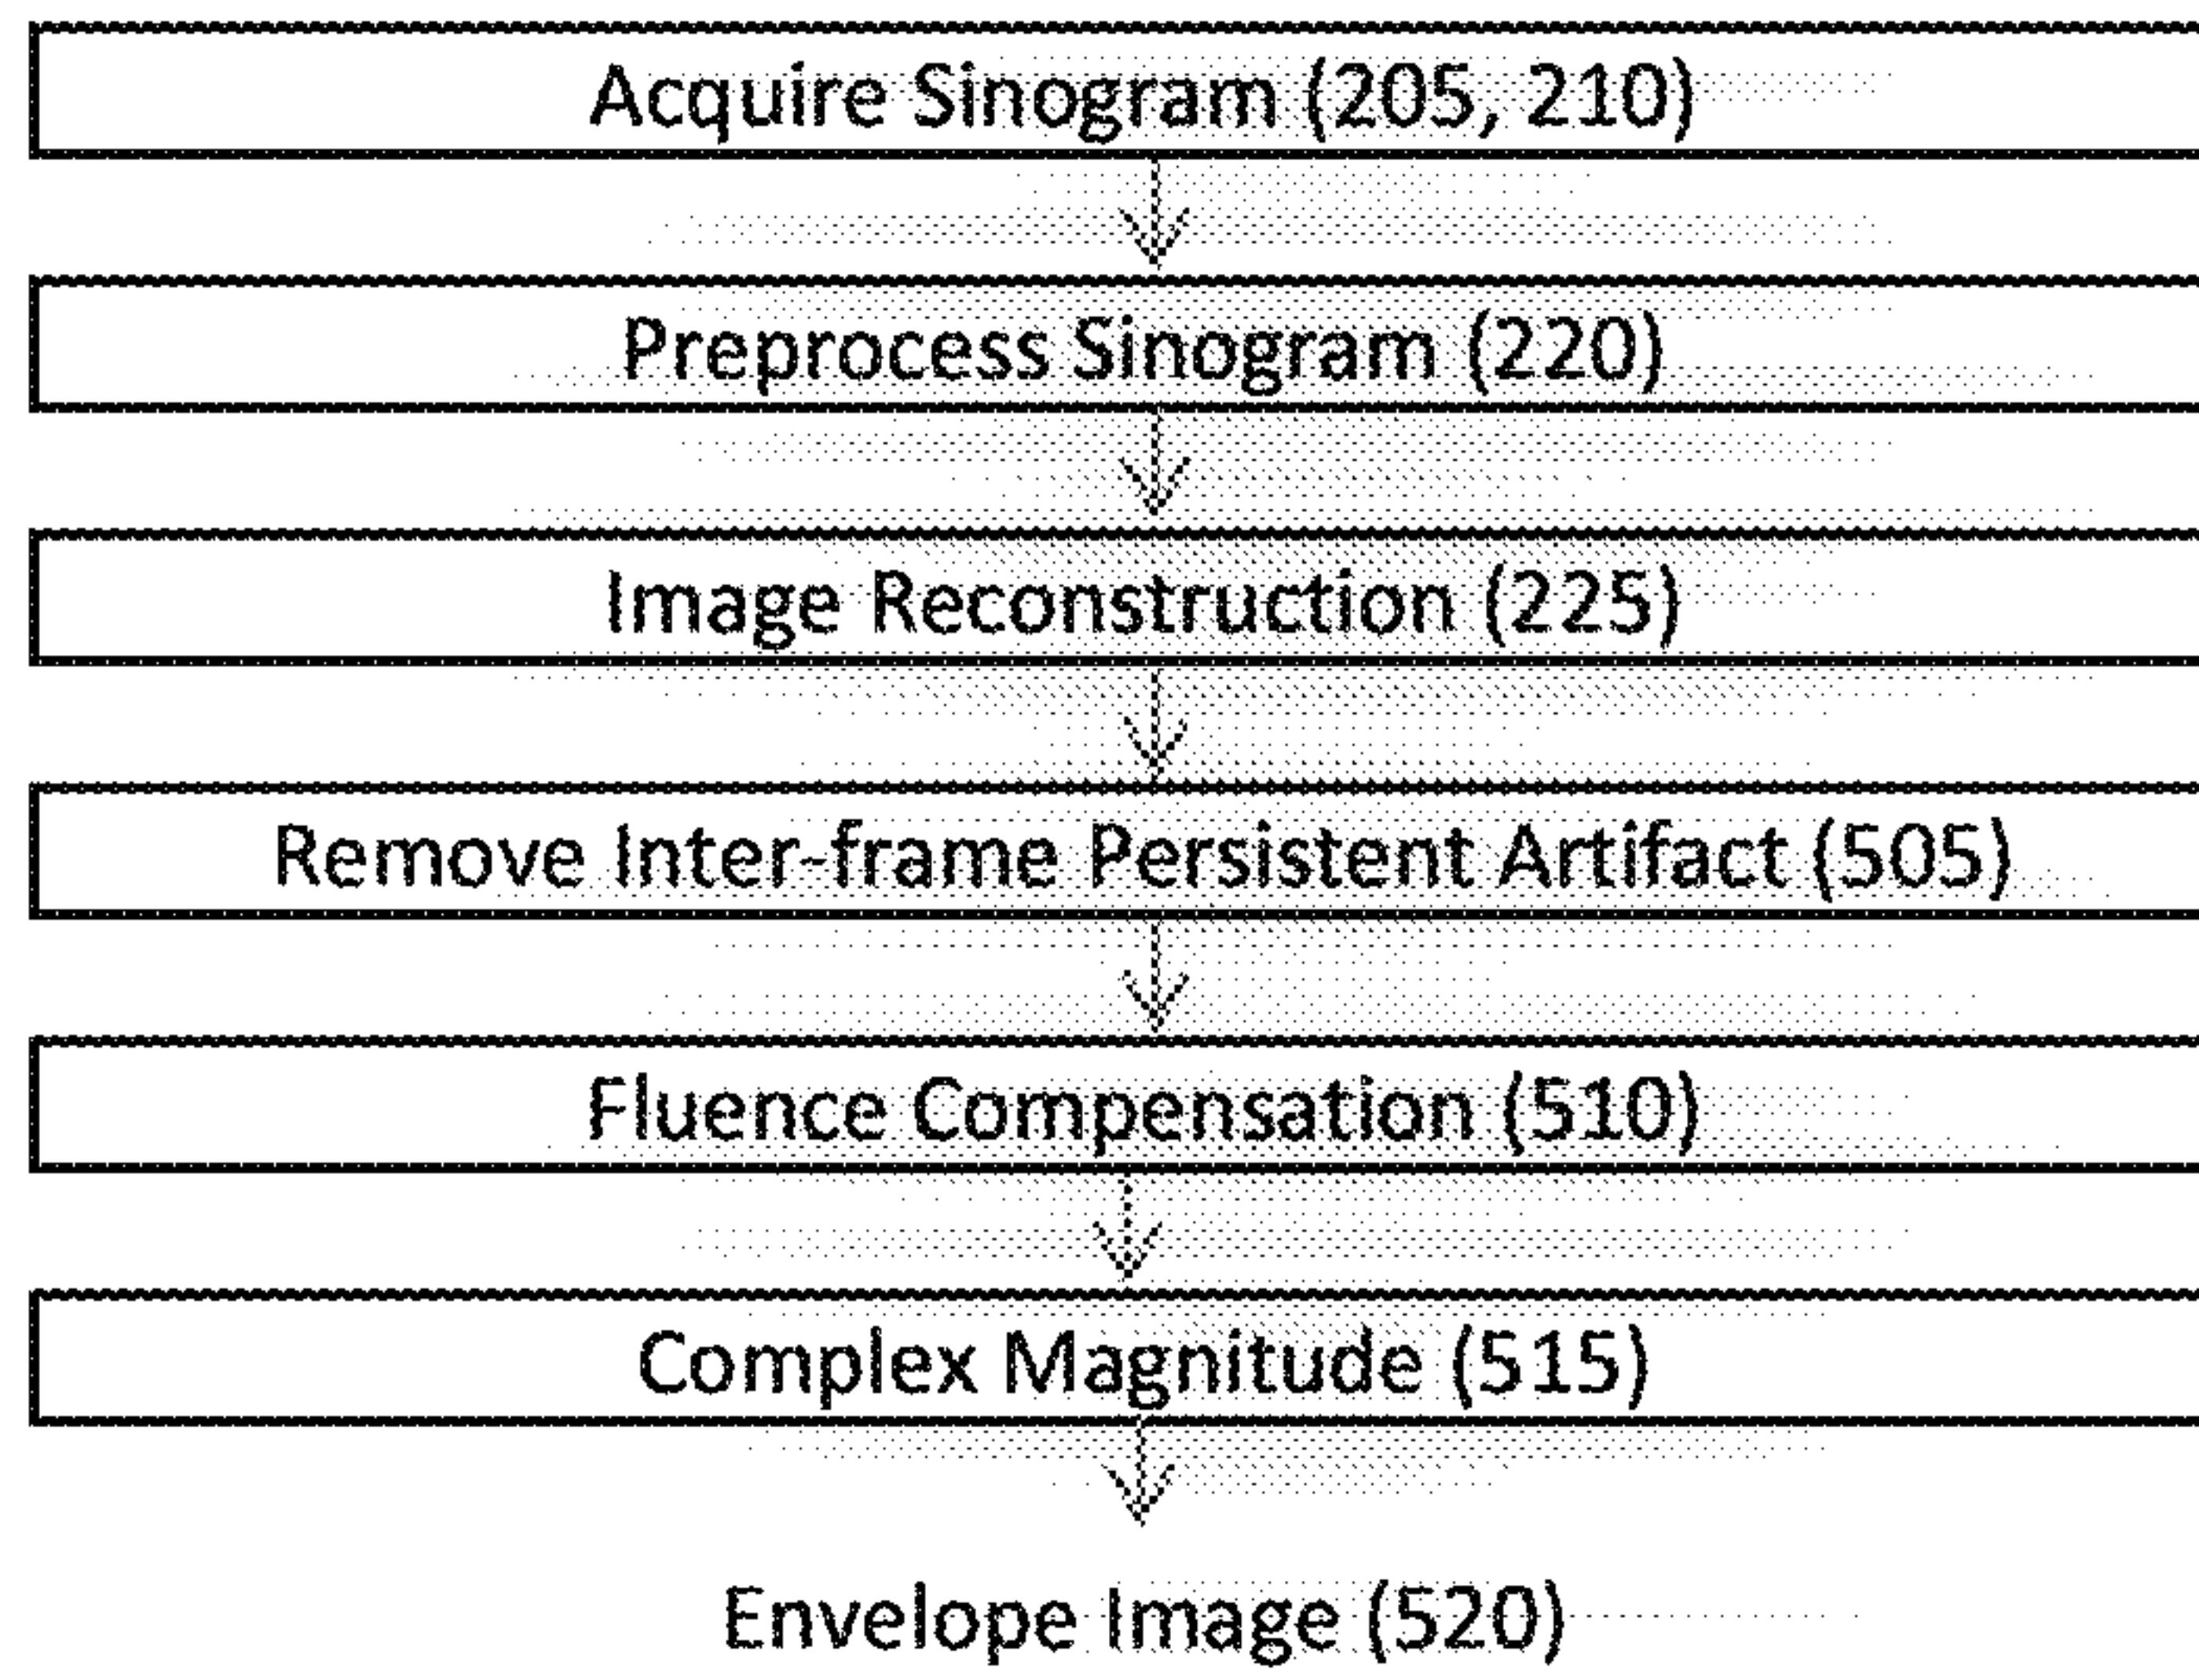 Acquire Sinogram (205, 210)
Preprocess Sinogram (220)
Image Reconstruction (225)
Remove Inter-frame Persistent Artifact (505)
Fluence Compensation (510)
Complex Magnitude (515)
Envelope Image (520)